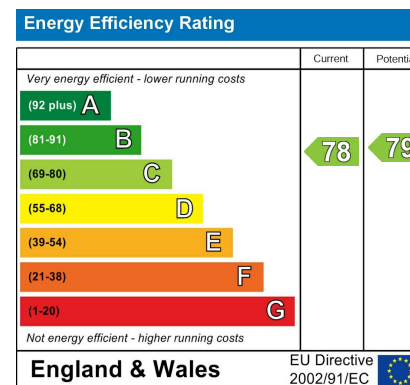 Energy Efficiency Rating
Current
Very energy efficient - lower running costs
(92 plus) A
(81-91) B
(69-80) C
(55-68) D
(39-54) E
(21-38) F
(1-20) G
78
79
Not energy efficient - higher running costs
England & Wales
EU Directive
2002/91/EC